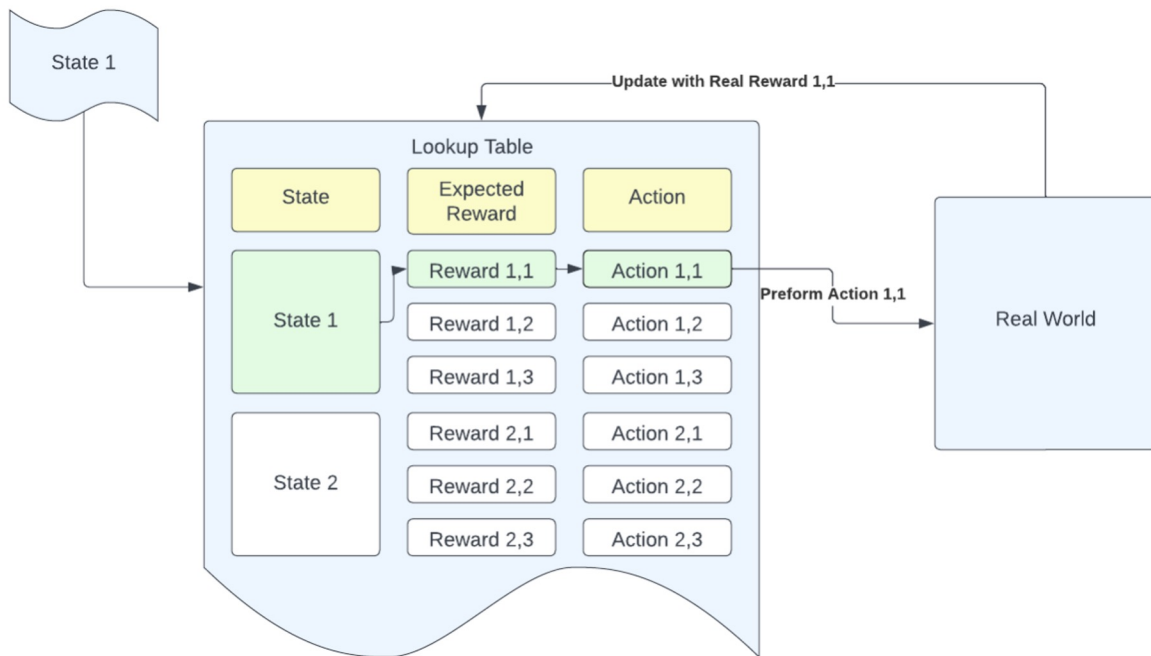 State 1
Update with Real Reward 1,1
Lookup Table
State
Expected
Reward
Action
State 1
Reward 1,1
Action 1,1
Preform Action 1,1
Reward 1,2
Action 1,2
Reward 1,3
Action 1,3
State 2
Reward 2,1
Action 2,1
Reward 2,2
Action 2,2
Reward 2,3
Action 2,3
Real World